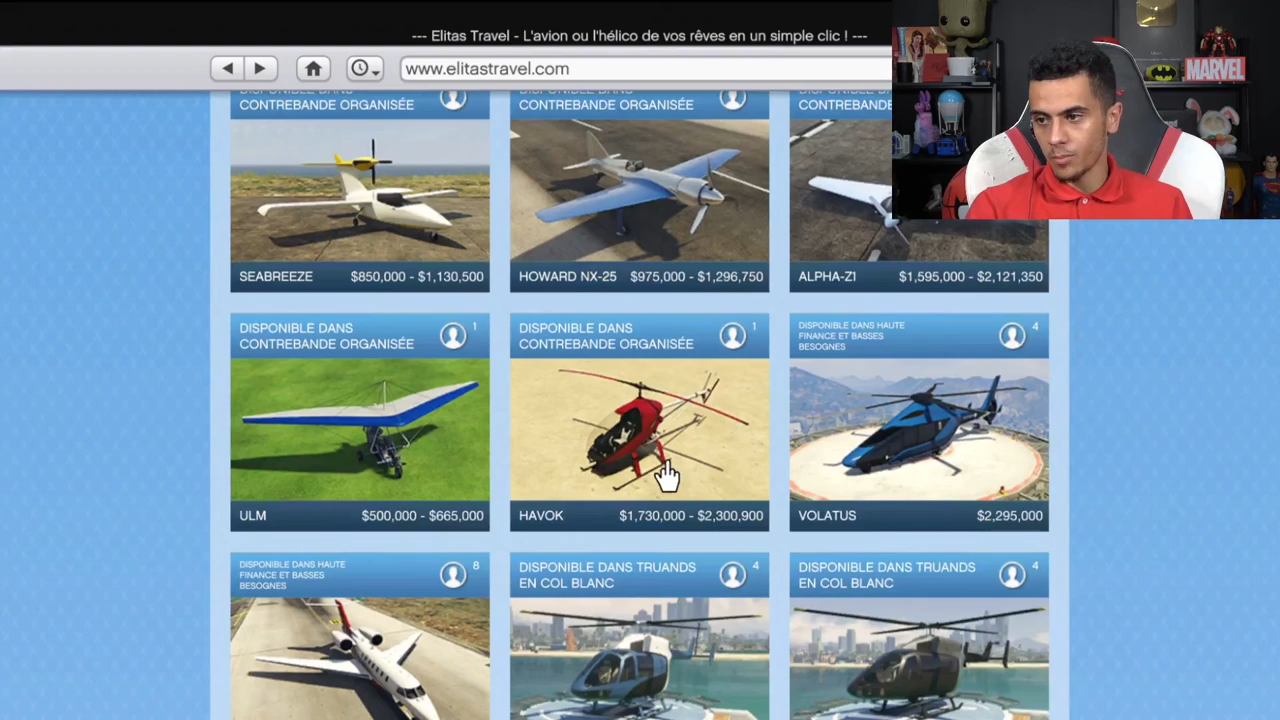 --- Elitas Travel - L'avion ou l'hélico de vos rêves en un simple clic ! ---
www.elitastravel.com
MARVEL
DISPONIBLE DANS
CONTREBANDE ORGANISÉE
DISPONIBLE DANS
CONTREBANDE ORGANISÉE
CONTREBANDE
SEABREEZE $850,000 - $1,130,500
HOWARD NX-25 $975,000 - $1,296,750
ALPHA-Z1 $1,595,000 - $2,121,350
DISPONIBLE DANS
CONTREBANDE ORGANISÉE
1
DISPONIBLE DANS
CONTREBANDE ORGANISÉE
1
DISPONIBLE DANS HAUTE
FINANCE ET BASSES
BESOGNES
4
ULM $500,000 - $665,000
HAVOK $1,730,000 - $2,300,900
VOLATUS $2,295,000
DISPONIBLE DANS HAUTE
FINANCE ET BASSES
BESOGNES
8
DISPONIBLE DANS TRUANDS
EN COL BLANC
4
DISPONIBLE DANS TRUANDS
EN COL BLANC
4